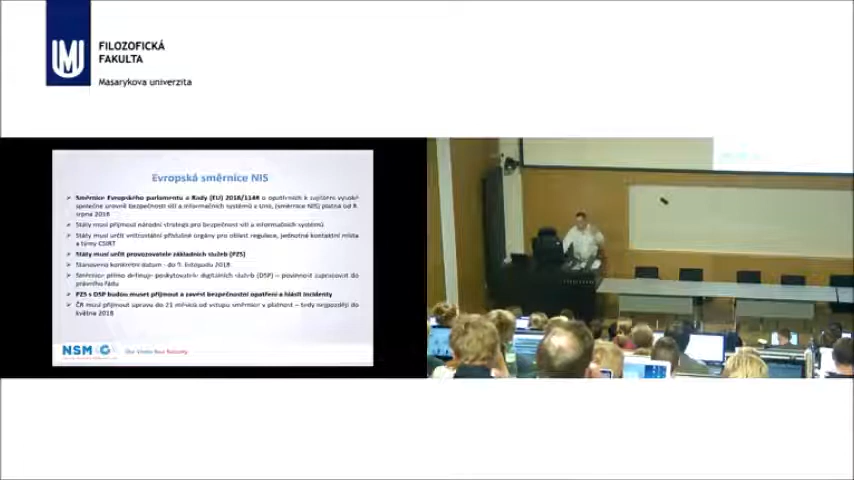 FILOZOFICKÁ
FAKULTA
Masarykova univerzita
Evropská směrnice NIS
Směrnice Evropského parlamentu a Rady (EU) 2016/1148 o opatřeních k zajištění vysoké
společné úrovně bezpečnosti sítí a informačních systémů v Unii, (směrnice NIS) platná od 8.
srpna 2016
Státy musí přijmout národní strategii pro bezpečnost sítí a informačních systémů
Státy musí určit vnitrostátní příslušné orgány pro oblast regulace, jednotné kontaktní místa
a týmy CSIRT
Státy musí určit provozovatele základních služeb (PZS)
Stanoveno konkrétní datum - do 9. listopadu 2018
Směrnice přímo definuje poskytovatele digitálních služeb (DSP) – povinnost zapracovat do
právního řádu
PZS s DSP budou muset přijmout a zavést bezpečnostní opatření a hlásit incidenty
ČR musí přijmout úpravu do 21 měsíců od vstupu směrnice v platnost – tedy nejpozději do
května 2018
NSM